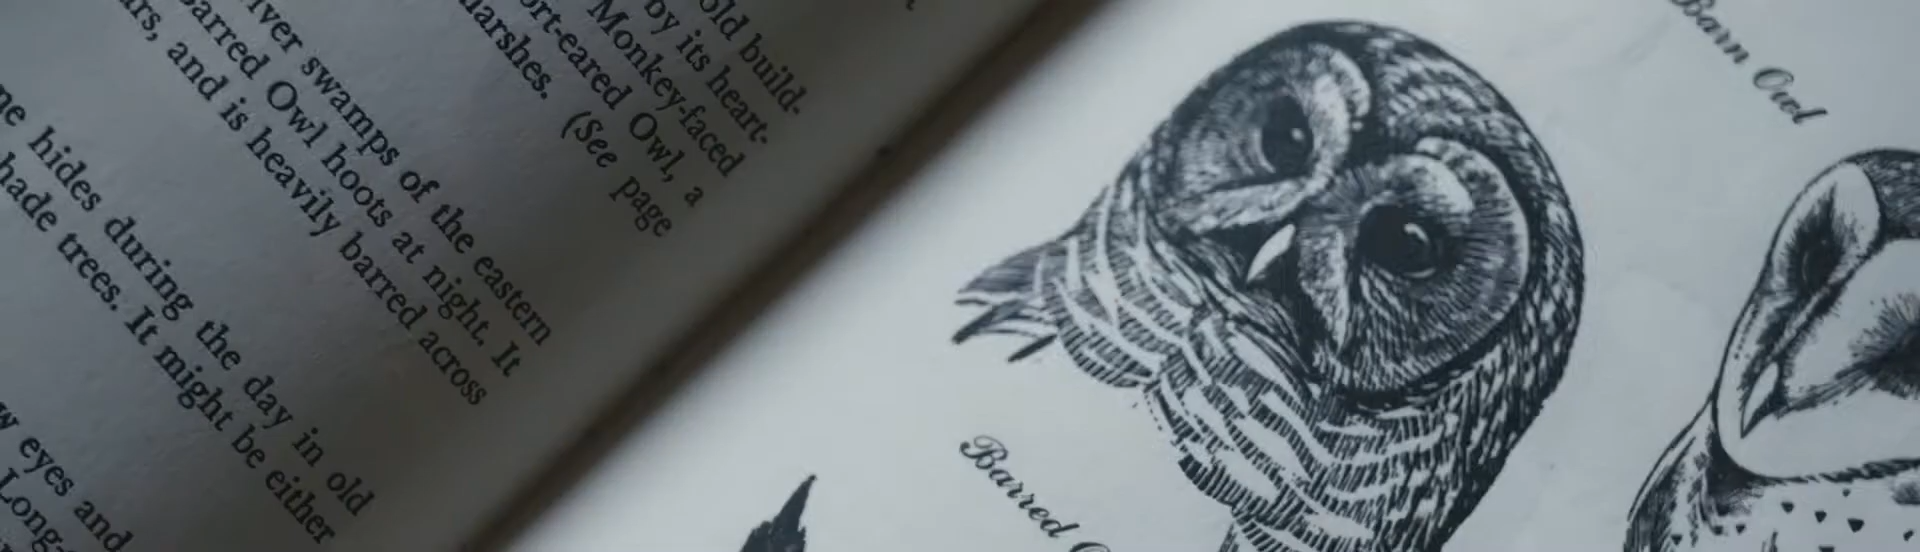 old build-
by its heart-
Monkey-faced
ort-eared Owl, a
arshes. (See page
iver swamps of the eastern
arred Owl hoots at night. It
rs, and is heavily barred across
ne hides during the day in old
hade trees. It might be either
w eyes and
Long-
Barn Owl
Barred O